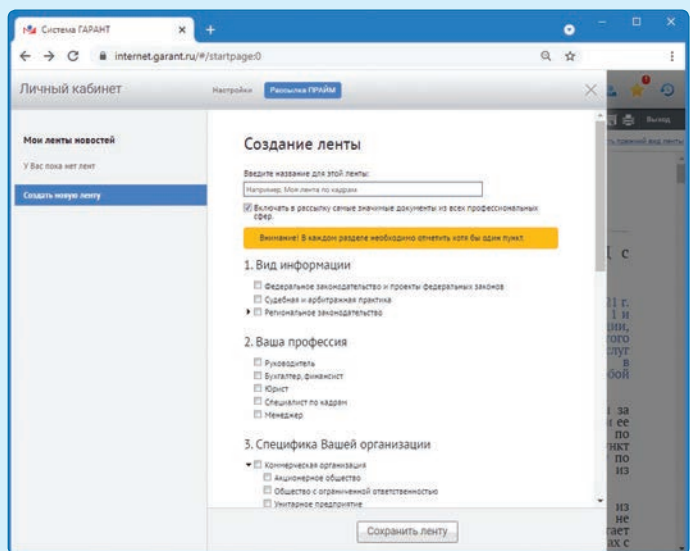 Система ГАРАНТ
internet.garant.ru/#/startpage:0
Личный кабинет
Настройки
Рассылка ПРАЙМ
Выход
Мои ленты новостей
У Вас пока нет лент
Создать новую ленту
Создание ленты
Введите название для этой ленты:
Например, Моя лента по кадрам
Включать в рассылку самые значимые документы из всех профессиональных
сфер.
Внимание! В каждом разделе необходимо отметить хотя бы один пункт
1. Вид информации
Федеральное законодательство и проекты федеральных законов
Судебная и арбитражная практика
Региональное законодательство
2. Ваша профессия
Руководитель
Бухгалтер, финансист
Юрист
Специалист по кадрам
Менеджер
3. Специфика Вашей организации
Коммерческая организация
Акционерное общество
Общество с ограниченной ответственностью
Унитарное предприятие
Сохранить ленту